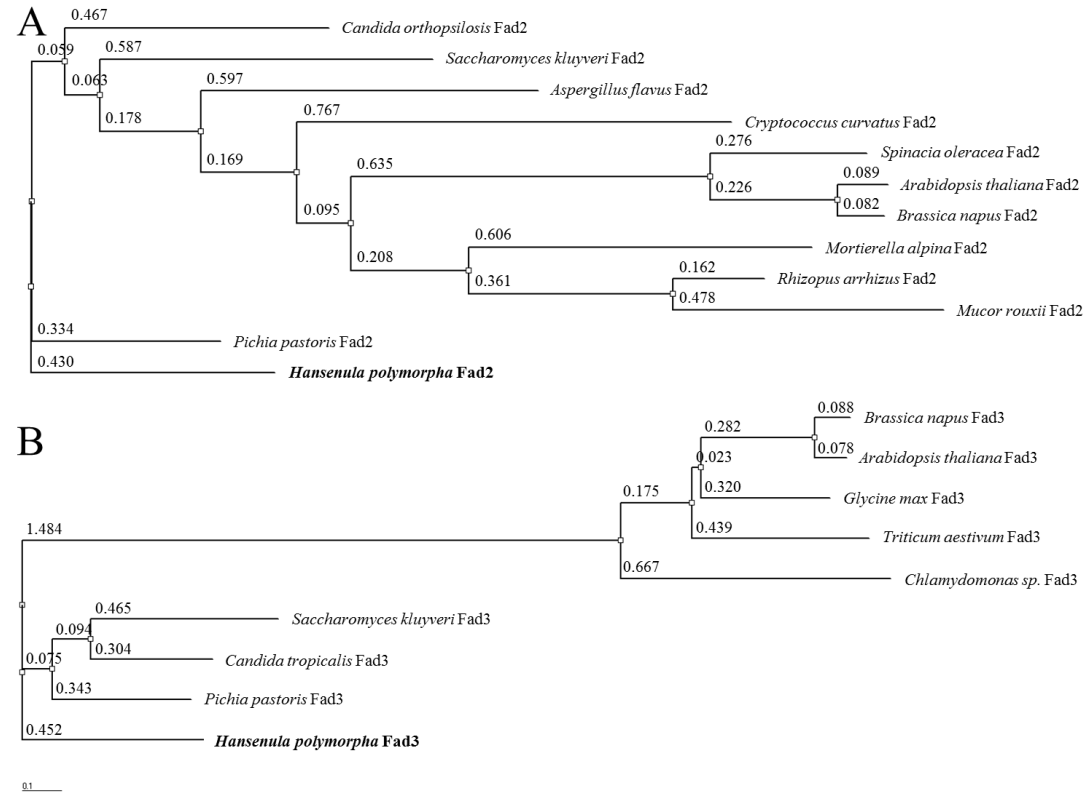 A
0.467
Candida orthopsilosis Fad2
0.059
0.587
Saccharomyces kluyveri Fad2
0.063
0.597
Aspergillus flavus Fad2
0.178
0.767
Cryptococcus curvatus Fad2
0.169
0.276
Spinacia oleracea Fad2
0.635
0.089
Arabidopsis thaliana Fad2
0.226
0.095
0.082
Brassica napus Fad2
0.606
Mortierella alpina Fad2
0.208
0.162
Rhizopus arrhizus Fad2
0.361
0.478
Mucor rouxii Fad2
0.334
Pichia pastoris Fad2
0.430
Hansenula polymorpha Fad2
B
0.088
Brassica napus Fad3
0.282
0.078
Arabidopsis thaliana Fad3
0.023
0.320
Glycine max Fad3
0.175
0.439
Triticum aestivum Fad3
1.484
0.667
Chlamydomonas sp. Fad3
0.465
Saccharomyces kluyveri Fad3
0.094
0.304
Candida tropicalis Fad3
0.075
0.343
Pichia pastoris Fad3
0.452
Hansenula polymorpha Fad3
0.1